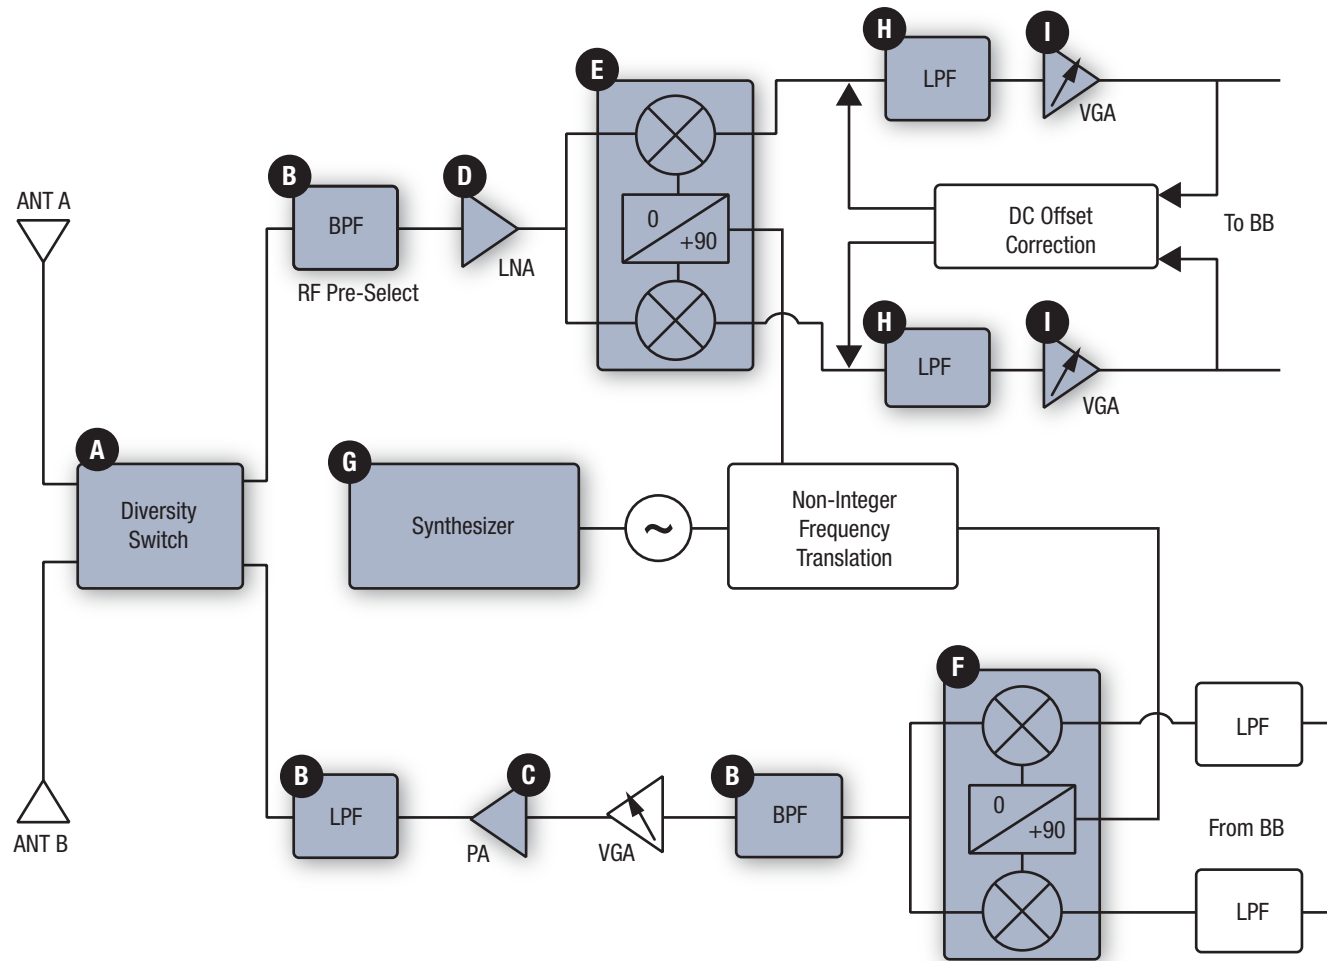 H
LPF
I
VGA
E
0
+90
ANT A
B
BPF
RF Pre-Select
D
LNA
DC Offset
Correction
To BB
H
LPF
I
VGA
A
Diversity
Switch
G
Synthesizer
~
Non-Integer
Frequency
Translation
F
0
+90
LPF
From BB
LPF
B
LPF
C
PA
VGA
B
BPF
ANT B